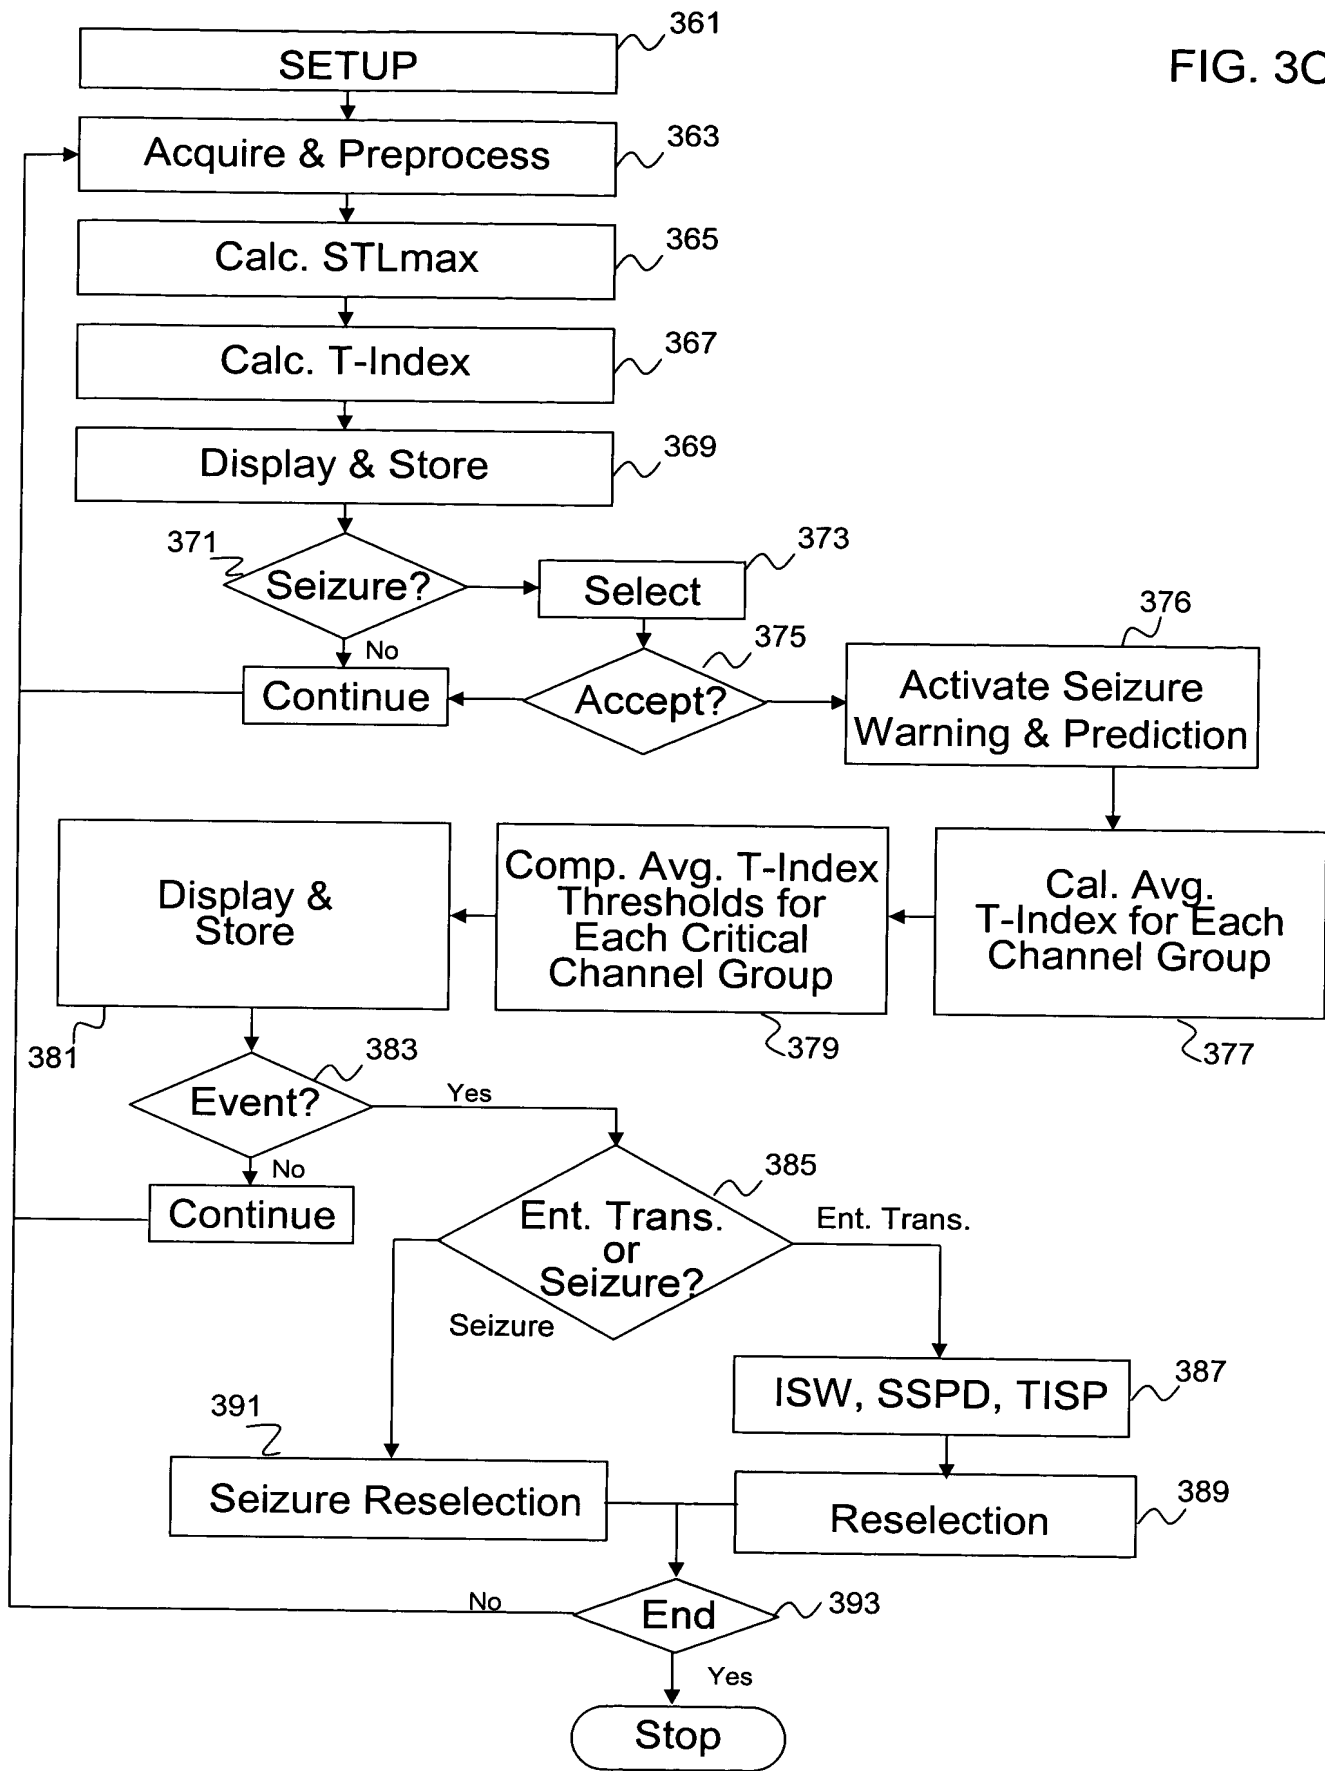 361
FIG. 3C
SETUP
Acquire & Preprocess
363
Calc. STLmax
365
Calc. T-Index
367
Display & Store
369
371
Seizure?
373
Select
No
Continue
375
Accept?
376
Activate Seizure
Warning & Prediction
Display &
Store
Comp. Avg. T-Index
Thresholds for
Each Critical
Channel Group
Cal. Avg.
T-Index for Each
Channel Group
381
379
377
383
Event?
Yes
No
Continue
385
Ent. Trans.
or
Seizure?
Ent. Trans.
Seizure
ISW, SSPD, TISP
387
391
Seizure Reselection
Reselection
389
No
End
393
Yes
Stop